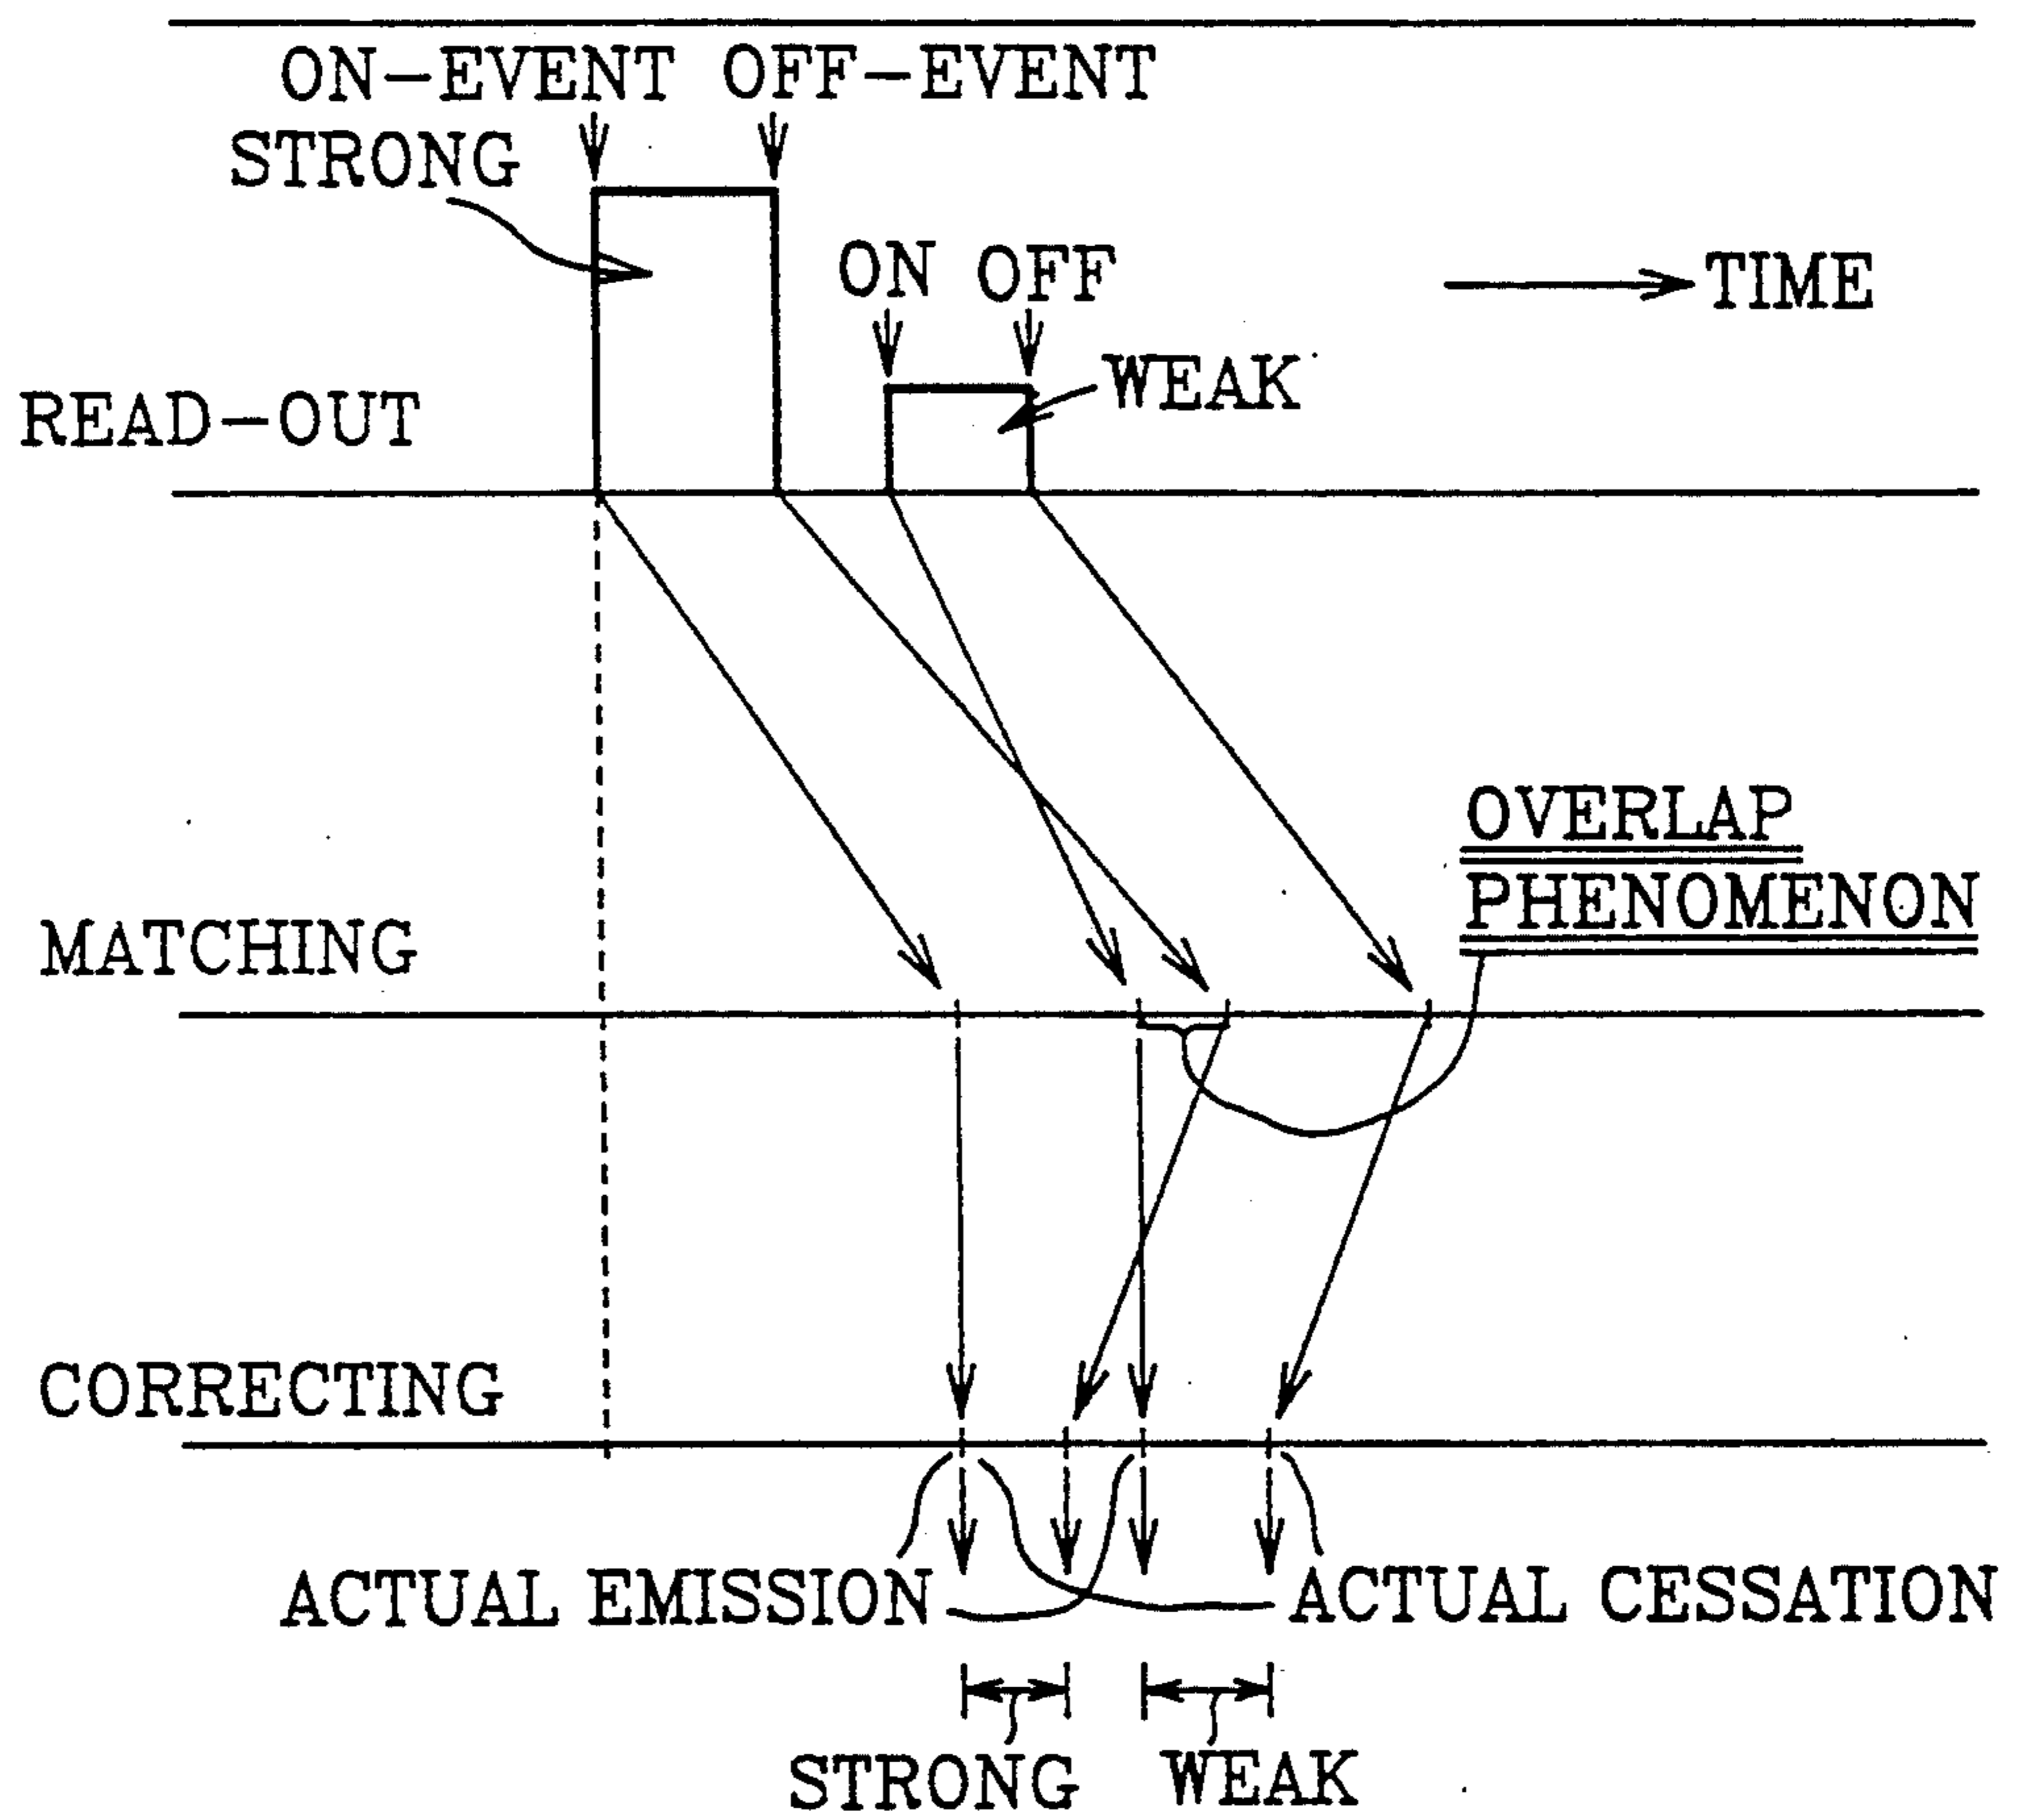 ON-EVENT OFF-EVENT
STRONG
ON OFF
TIME
WEAK
READ-OUT
OVERLAP
PHENOMENON
MATCHING
CORRECTING
ACTUAL EMISSION
ACTUAL CESSATION
STRONG
WEAK